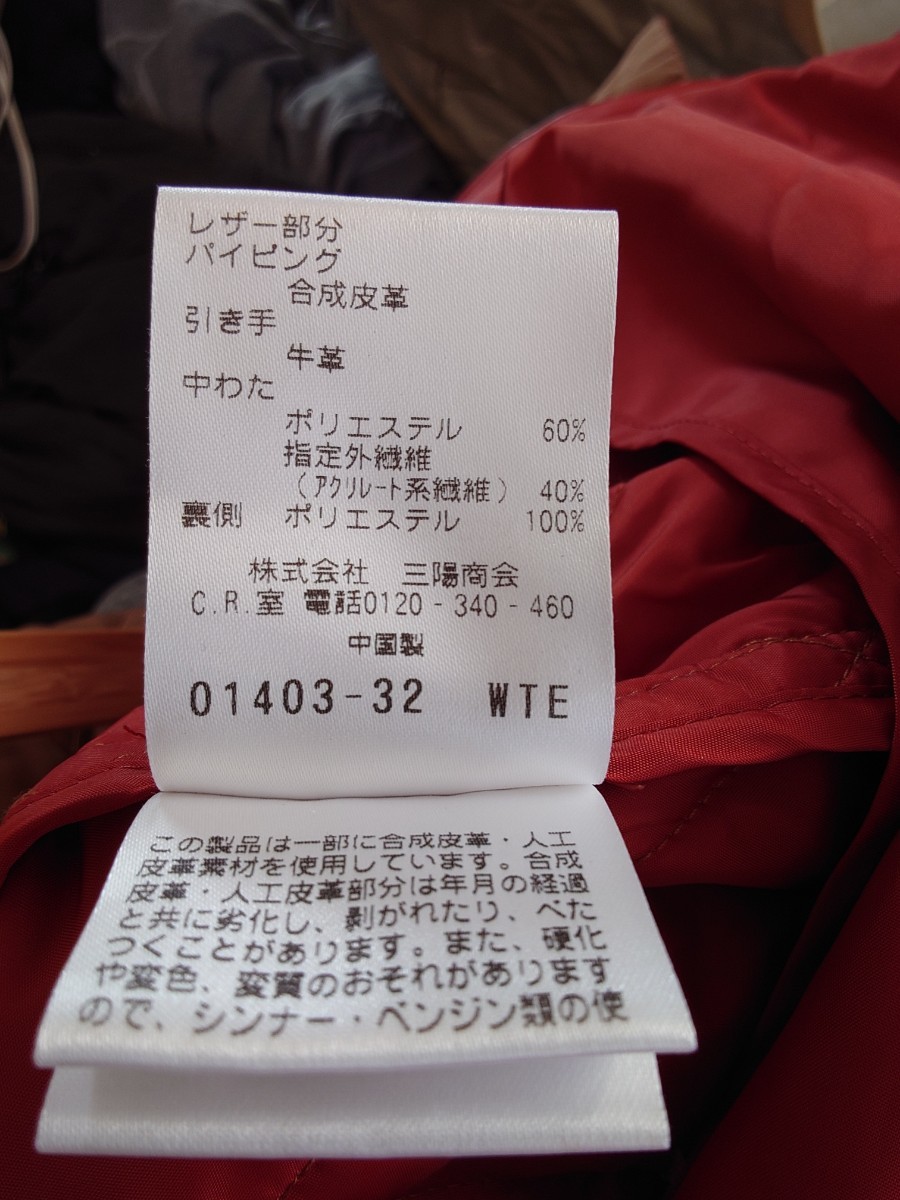 レザー部分
パイピング
合成皮革
引き手
牛革
中わた
ポリエステル 60%
指定外繊維
(アクリレート系繊維) 40%
裏側 ポリエステル 100%
株式会社 三陽商会
C.R.室 電話0120-340-460
中国製
01403-32 WTE
この製品は一部に合成皮革・人工
皮革素材を使用しています。合成
皮革・人工皮革部分は年月の経過
と共に劣化し、剥がれたり、べた
つくことがあります。また、硬化
や変色、変質のおそれがあります
ので、シンナー・ベンジン類の使